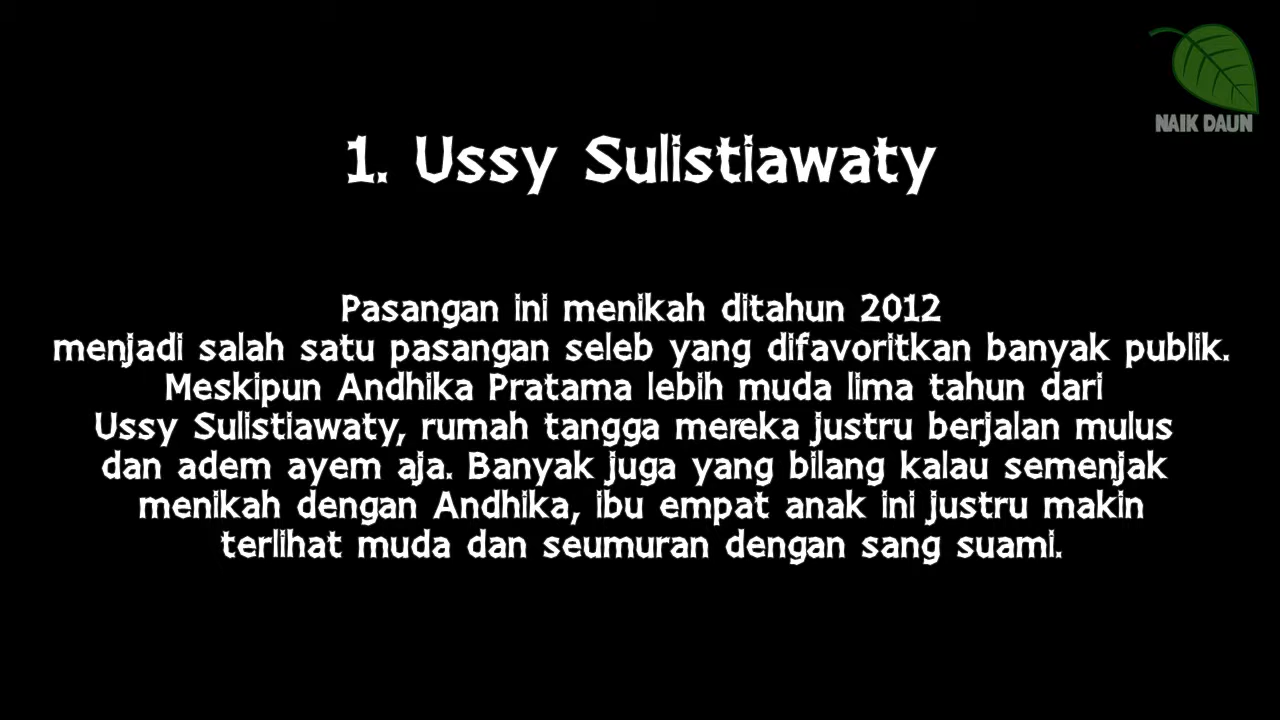 NAIK DAUN
1. Ussy Sulistiawaty
Pasangan ini menikah ditahun 2012
menjadi salah satu pasangan seleb yang difavoritkan banyak publik.
Meskipun Andhika Pratama lebih muda lima tahun dari
Ussy Sulistiawaty, rumah tangga mereka justru berjalan mulus
dan adem ayem aja. Banyak juga yang bilang kalau semenjak
menikah dengan Andhika, ibu empat anak ini justru makin
terlihat muda dan seumuran dengan sang suami.